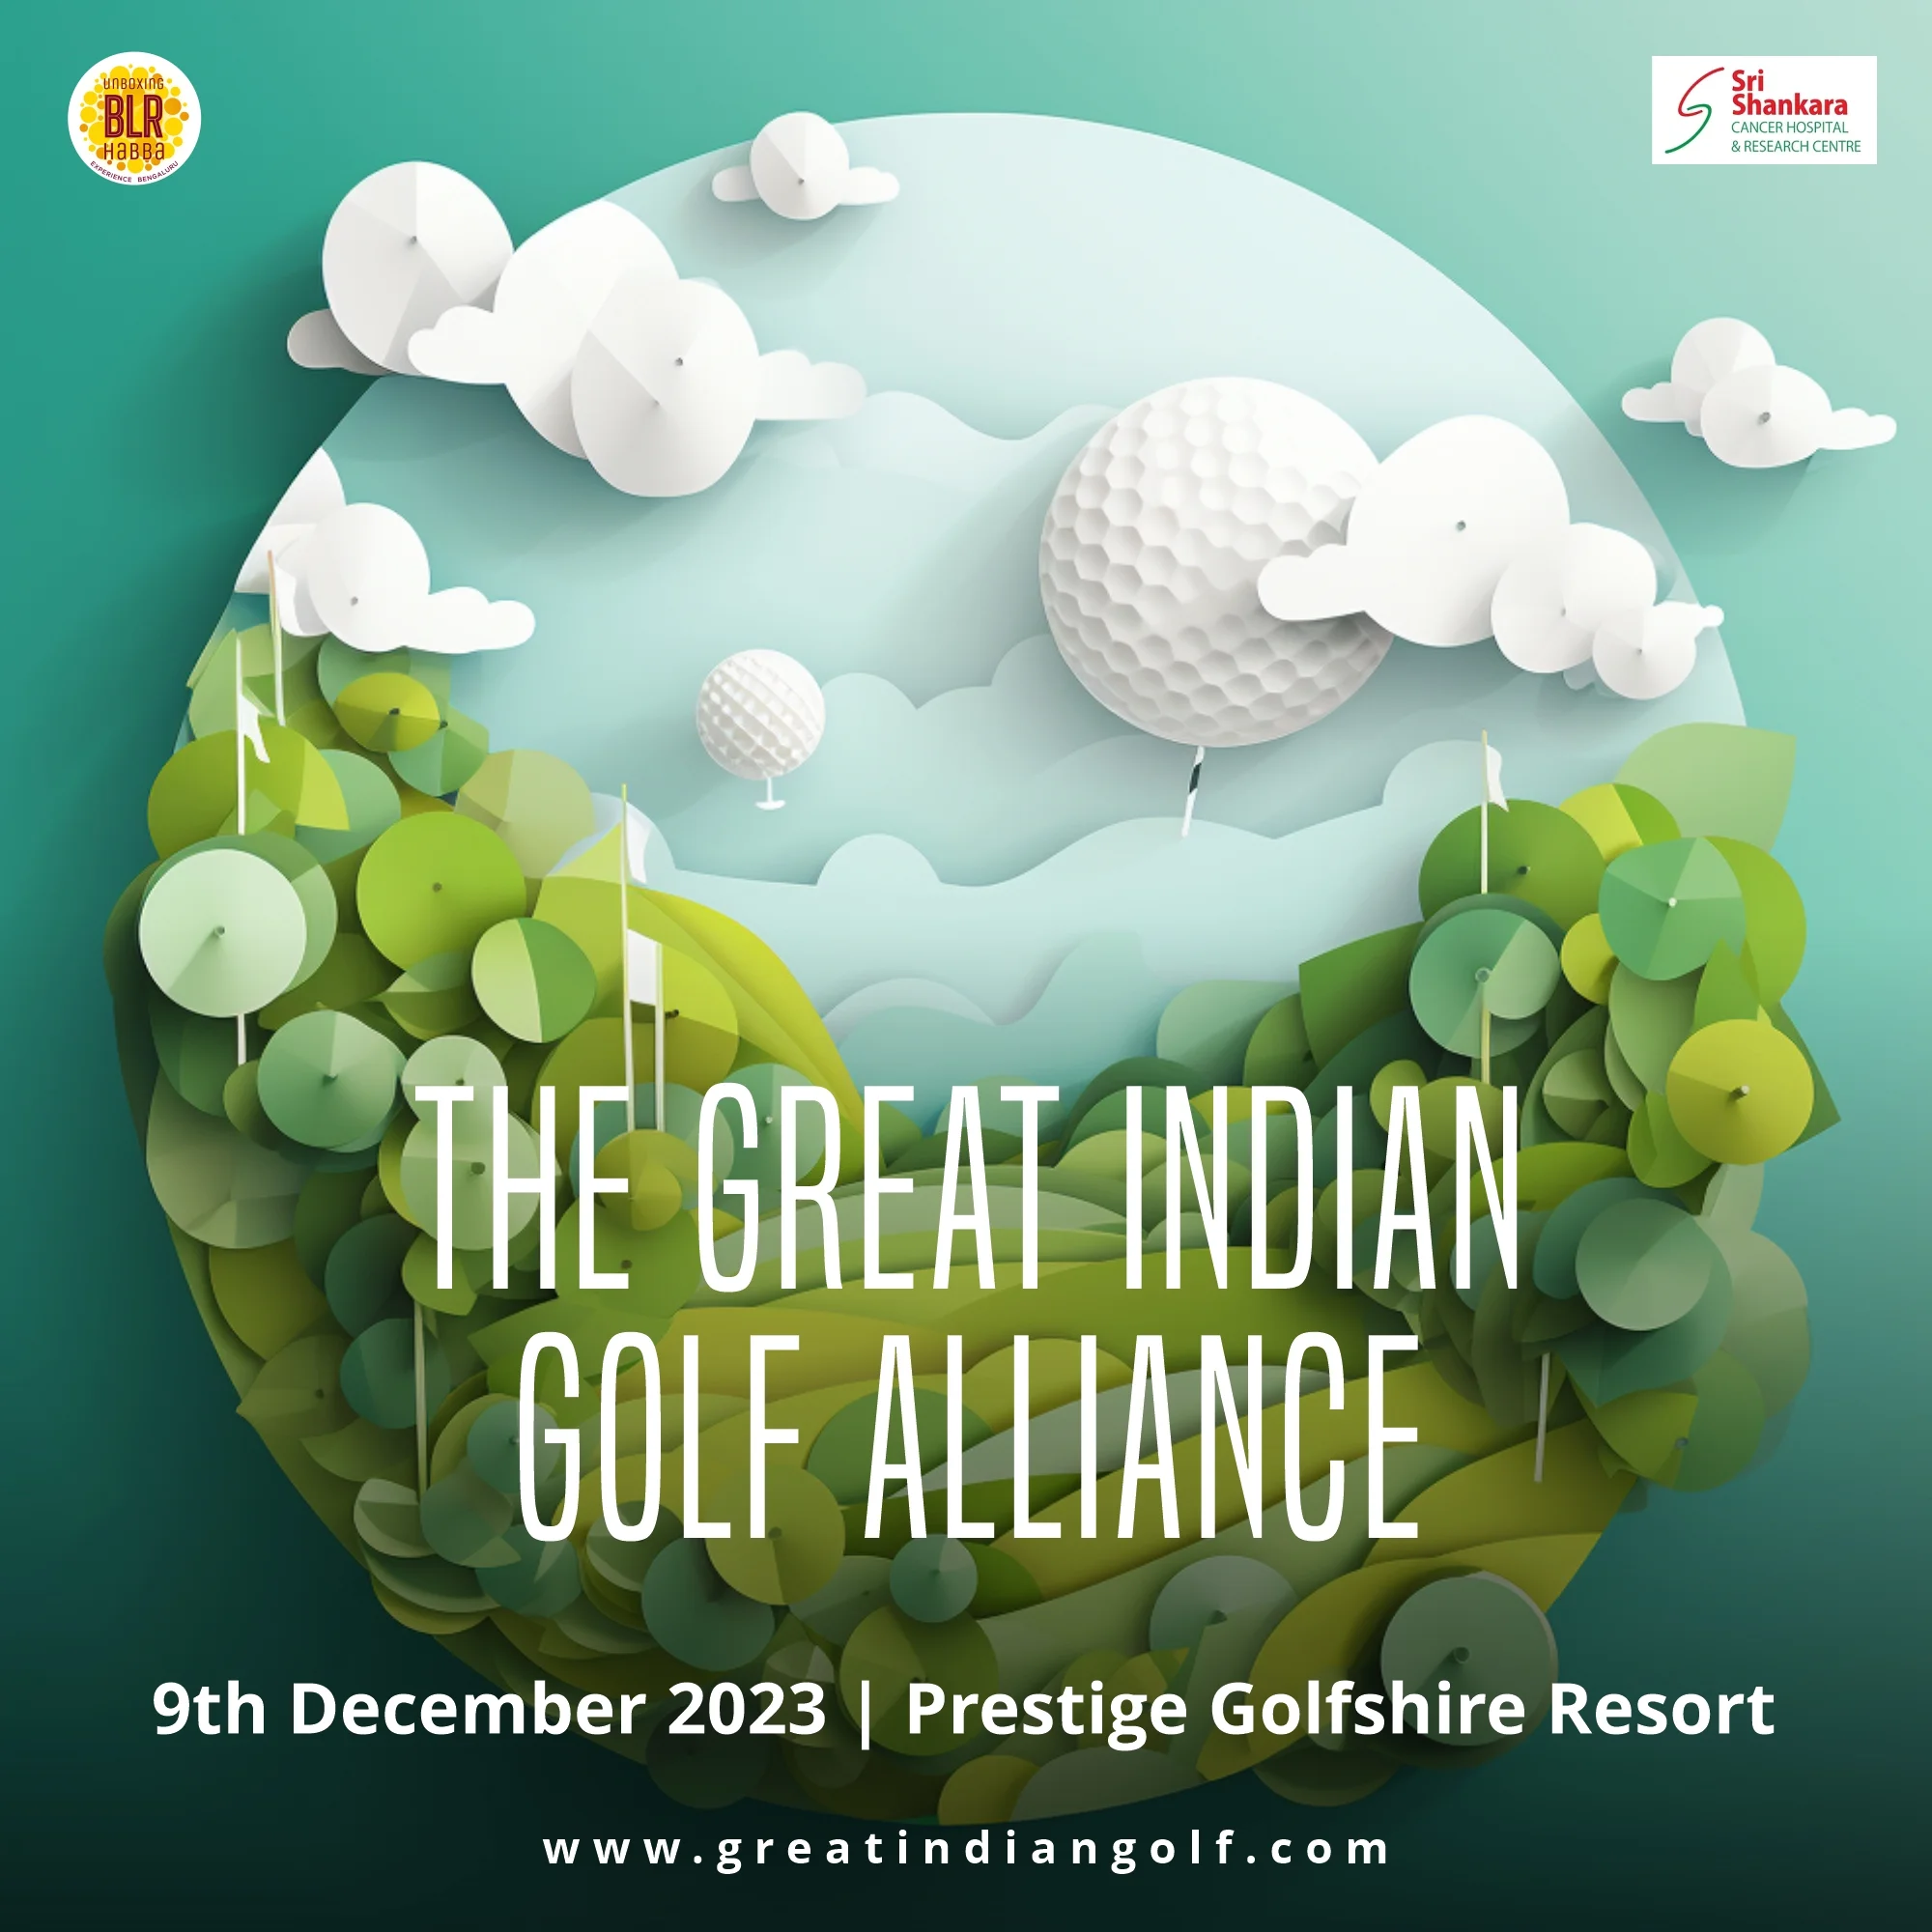 UNBOXING
BLR
HABBA
EXPERIENCE BENGALURU
Sri
Shankara
CANCER HOSPITAL
& RESEARCH CENTRE
THE GREAT INDIAN
GOLF ALLIANCE
9th December 2023 | Prestige Golfshire Resort
www.greatindiangolf.com